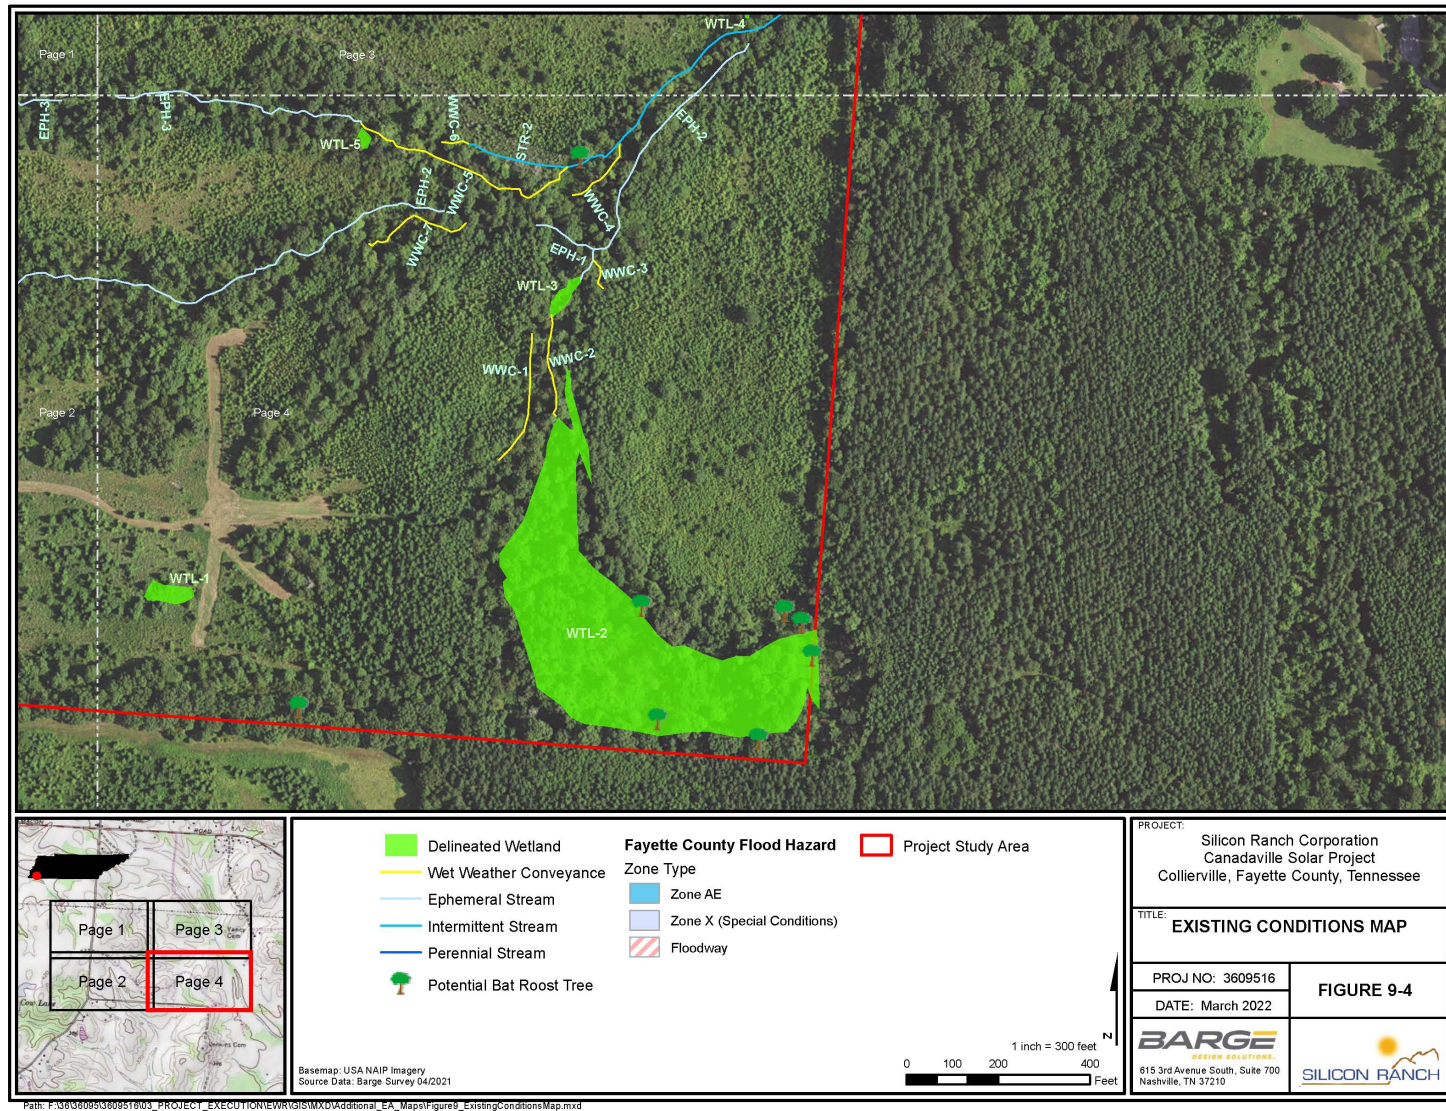 Page 1
Page 3
WTL-4
EPH-3
EPH-3
WTL-5
WWC-6
STR-2
EPH-2
EPH-2
WWC-5
WWC-7
WWC-4
EPH-1
WWC-3
WTL-3
WWC-2
WWC-1
Page 2
Page 4
WTL-1
WTL-2
ROAD
Page 1
Page 3
Yancy
Cem
Page 2
Page 4
Cow Lake
Cem
Delineated Wetland
Wet Weather Conveyance
Ephemeral Stream
Intermittent Stream
Perennial Stream
Potential Bat Roost Tree
Fayette County Flood Hazard
Zone Type
Zone AE
Zone X (Special Conditions)
Floodway
Project Study Area
Basemap: USA NAIP Imagery
Source Data: Barge Survey 04/2021
1 inch = 300 feet
N
0 100 200 400
Feet
PROJECT:
Silicon Ranch Corporation
Canadaville Solar Project
Collierville, Fayette County, Tennessee
TITLE:
EXISTING CONDITIONS MAP
PROJ NO: 3609516
DATE: March 2022
FIGURE 9-4
BARGE
DESIGN SOLUTIONS.
615 3rd Avenue South, Suite 700
Nashville, TN 37210
SILICON RANCH
Path: F:\36\36095\3609516\03_PROJECT_EXECUTION\EWR\GIS\MXD\Additional_EA_Maps\Figure9_ExistingConditionsMap.mxd